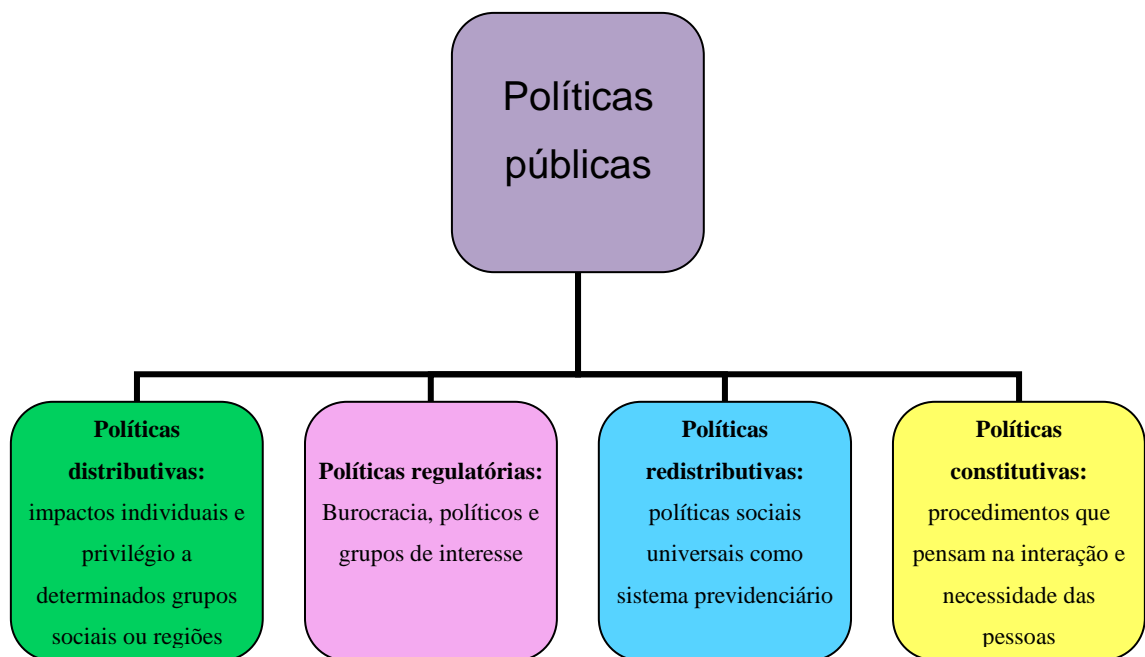 Políticas
públicas
Políticas
distributivas:
impactos individuais e
privilégio a
determinados grupos
sociais ou regiões
Políticas regulatórias:
Burocracia, políticos e
grupos de interesse
Políticas
redistributivas:
políticas sociais
universais como
sistema previdenciário
Políticas
constitutivas:
procedimentos que
pensam na interação e
necessidade das
pessoas